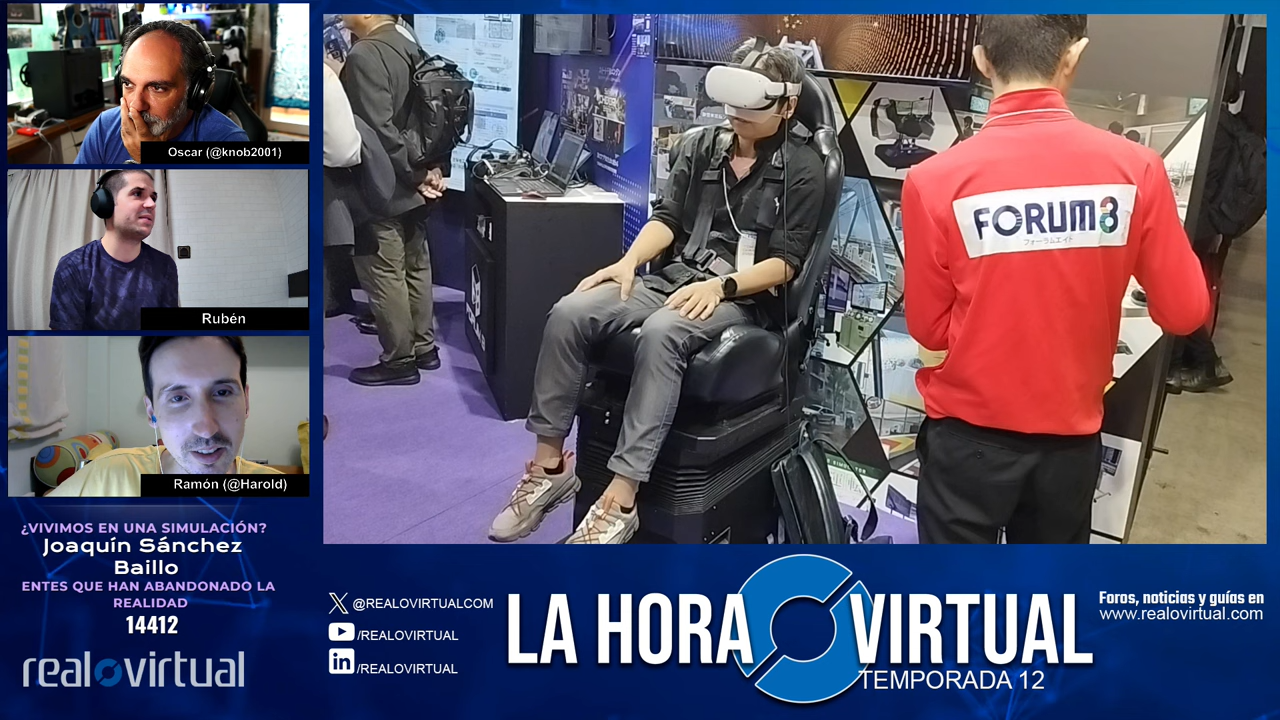 Oscar (@knob2001)
Rubén
Ramón (@Harold)
¿VIVIMOS EN UNA SIMULACIÓN?
Joaquín Sánchez
Baillo
ENTES QUE HAN ABANDONADO LA
REALIDAD
14412
realovirtual
FORUM8
フォーラムエイト
@REALOVIRTUALCOM
/REALOVIRTUAL
/REALOVIRTUAL
LA HORA VIRTUAL
TEMPORADA 12
Foros, noticias y guías en
www.realovirtual.com